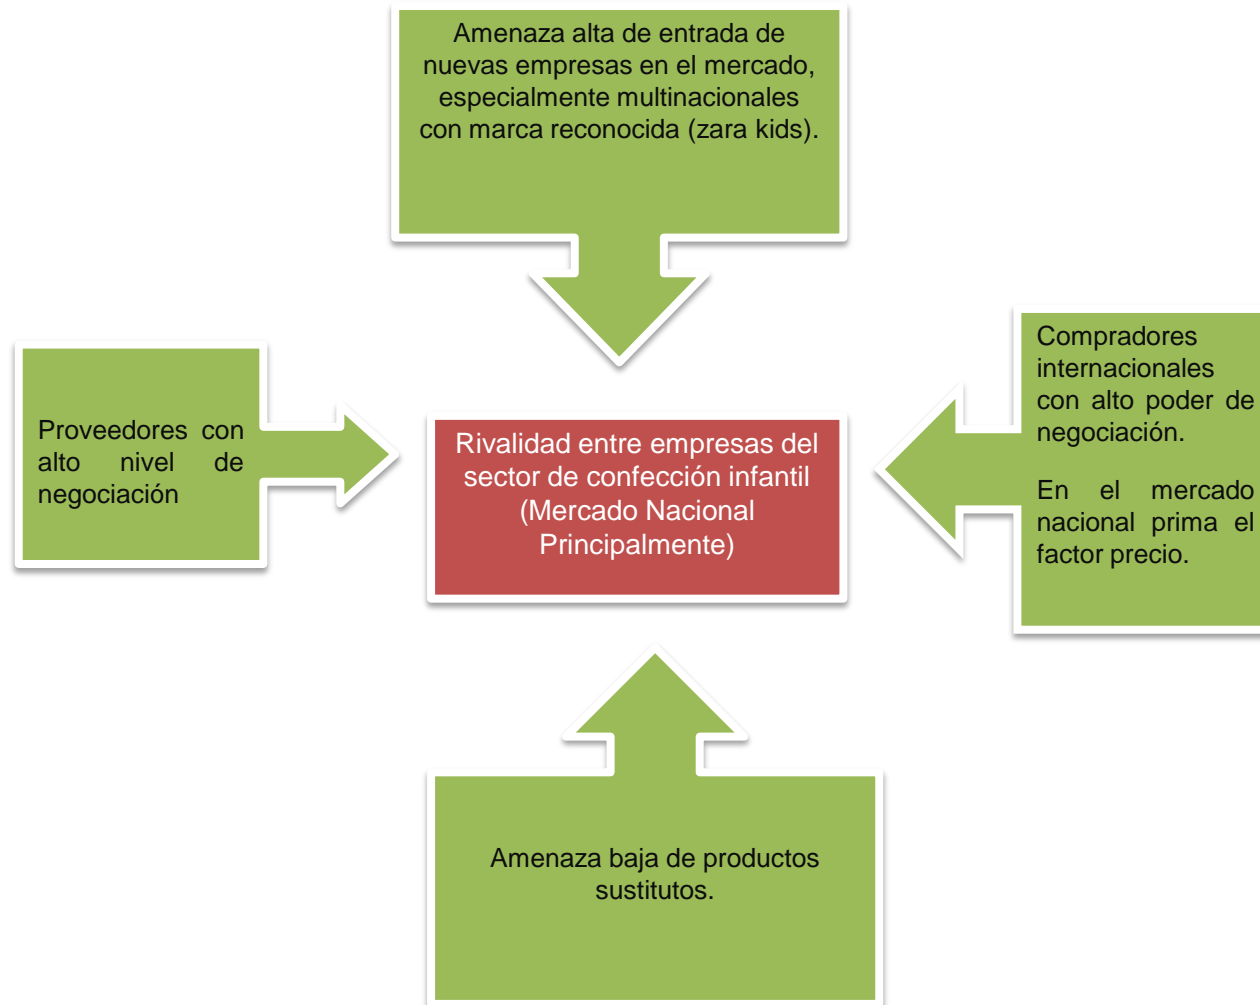 Amenaza alta de entrada de
nuevas empresas en el mercado,
especialmente multinacionales
con marca reconocida (zara kids).
Proveedores con
alto nivel de
negociación
Rivalidad entre empresas del
sector de confección infantil
(Mercado Nacional
Principalmente)
Compradores
internacionales
con alto poder de
negociación.
En el mercado
nacional prima el
factor precio.
Amenaza baja de productos
sustitutos.